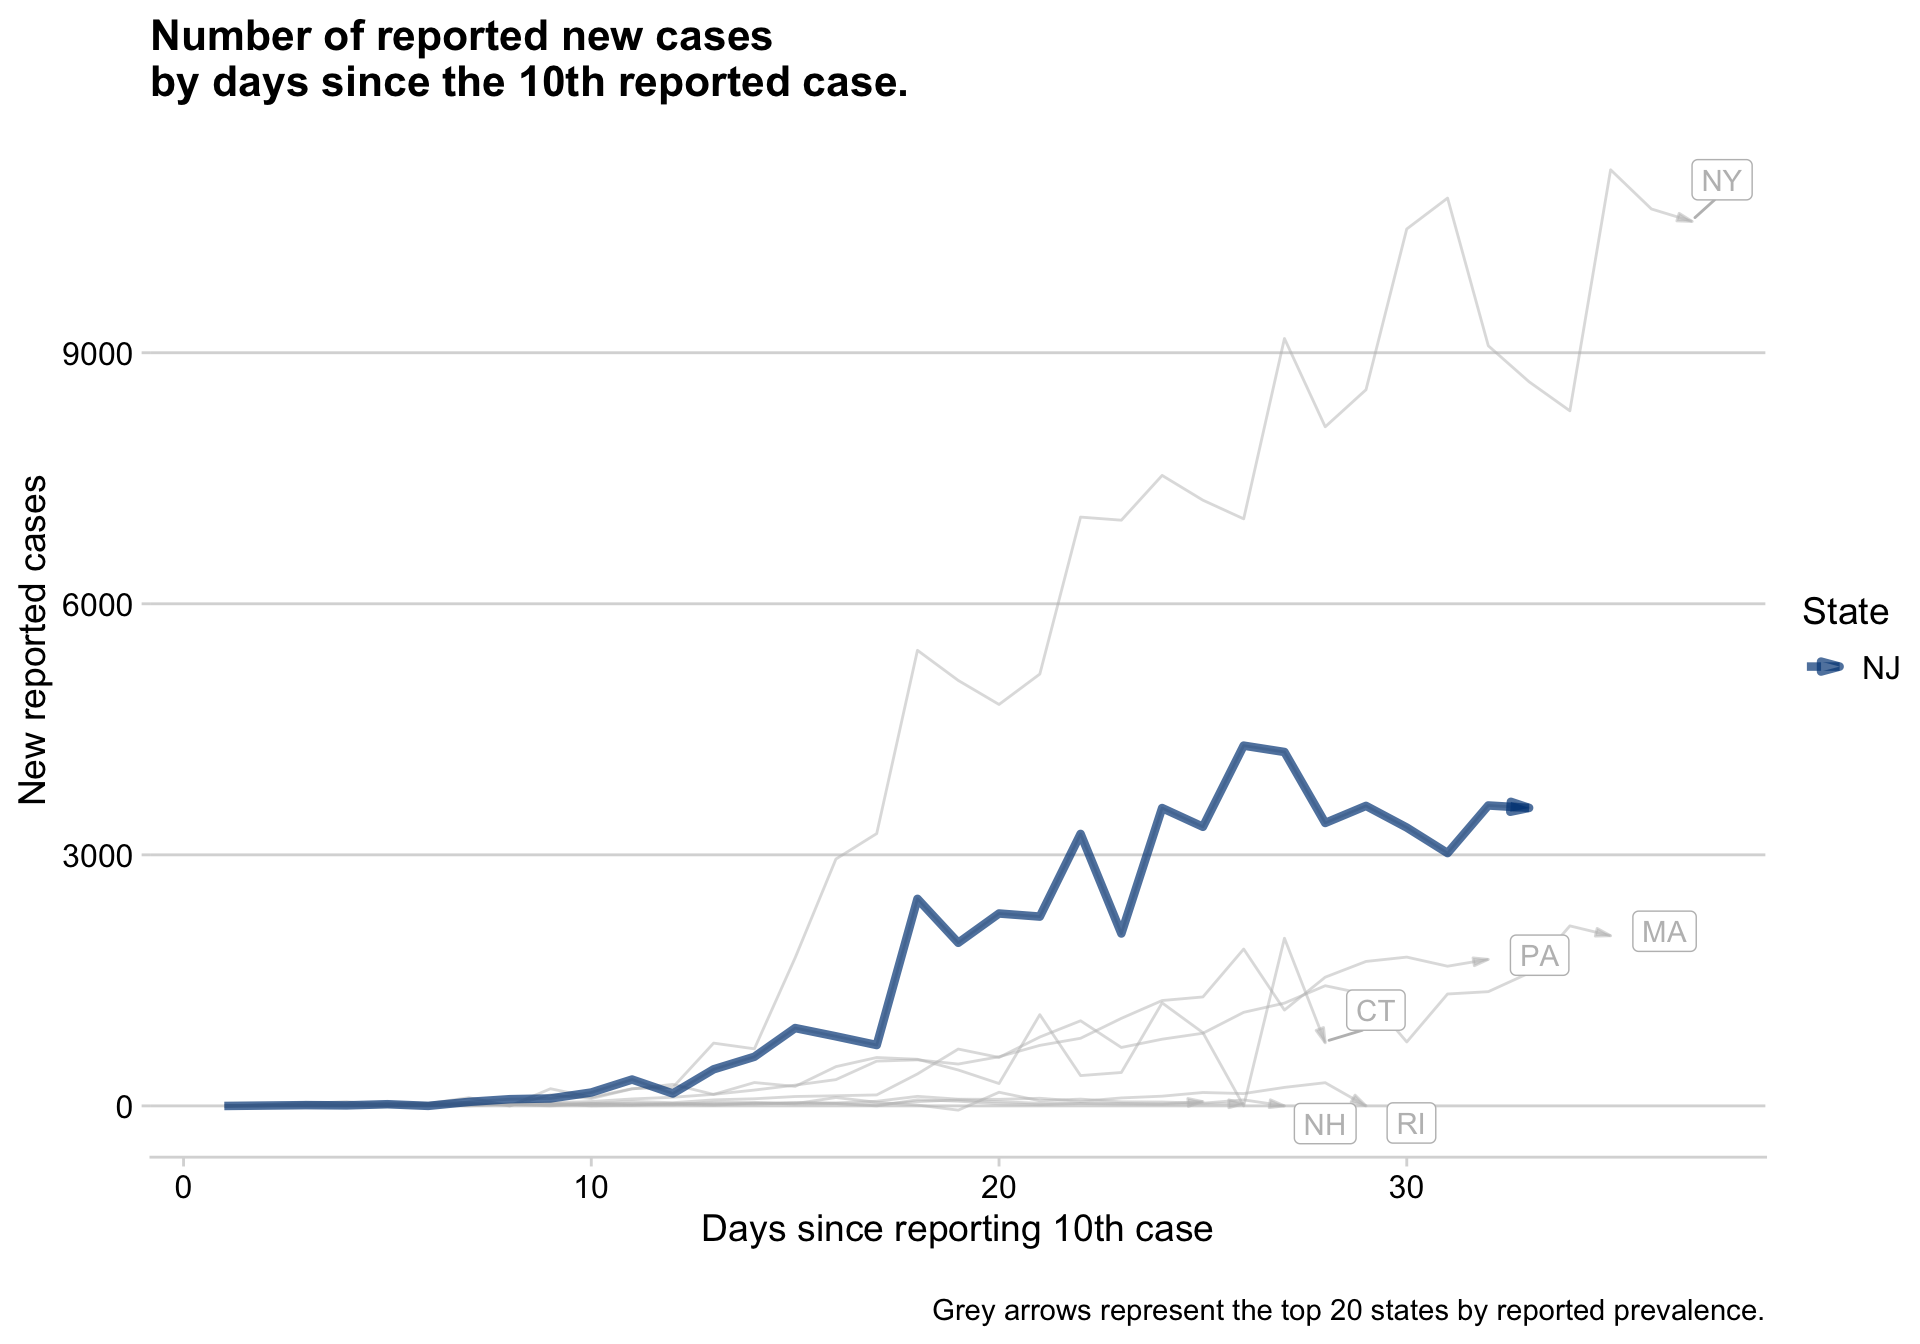 Number of reported new cases
by days since the 10th reported case.
NY
9000
New reported cases
6000
State
NJ
3000
MA
PA
CT
0
NH
RI
0 10 20 30
Days since reporting 10th case
Grey arrows represent the top 20 states by reported prevalence.